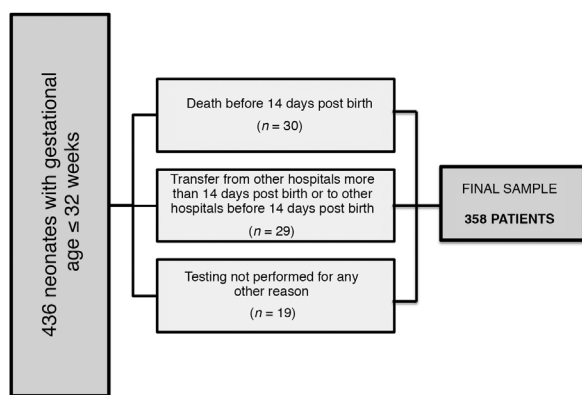 436 neonates with gestational
age ≤ 32 weeks
Death before 14 days post birth
(n = 30)
Transfer from other hospitals more
than 14 days post birth or to other
hospitals before 14 days post birth
(n = 29)
Testing not performed for any
other reason
(n = 19)
FINAL SAMPLE
358 PATIENTS